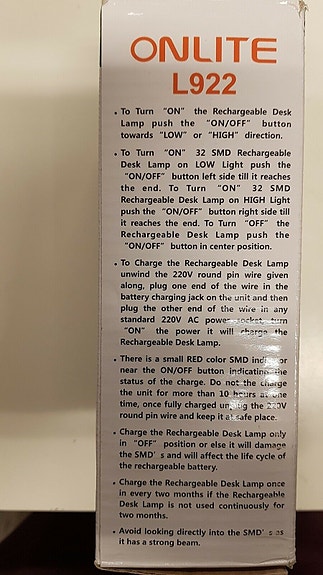 ONLITE
L922
• To Turn “ON” the Rechargeable Desk
Lamp push the “ON/OFF” button
towards “LOW” or “HIGH” direction.
• To Turn “ON” 32 SMD Rechargeable
Desk Lamp on LOW Light push the
“ON/OFF” button left side till it reaches
the end. To Turn “ON” 32 SMD
Rechargeable Desk Lamp on HIGH Light
push the “ON/OFF” button right side till
it reaches the end. To Turn “OFF” the
Rechargeable Desk Lamp push the
“ON/OFF” button in center position.
• To Charge the Rechargeable Desk Lamp
unwind the 220V round pin wire given
along, plug one end of the wire in the
battery charging jack on the unit and then
plug the other end of the wire in any
standard 220V AC power socket, turn
“ON” the power it will charge the
Rechargeable Desk Lamp.
• There is a small RED color SMD indicator
near the ON/OFF button indicating the
status of the charge. Do not the charge
the unit for more than 10 hours at one
time, once fully charged unplug the 220V
round pin wire and keep it at safe place.
• Charge the Rechargeable Desk Lamp only
in “OFF” position or else it will damage
the SMD’ s and will affect the life cycle of
the rechargeable battery.
• Charge the Rechargeable Desk Lamp once
in every two months if the Rechargeable
Desk Lamp is not used continuously for
two months.
• Avoid looking directly into the SMD’ s as
it has a strong beam.